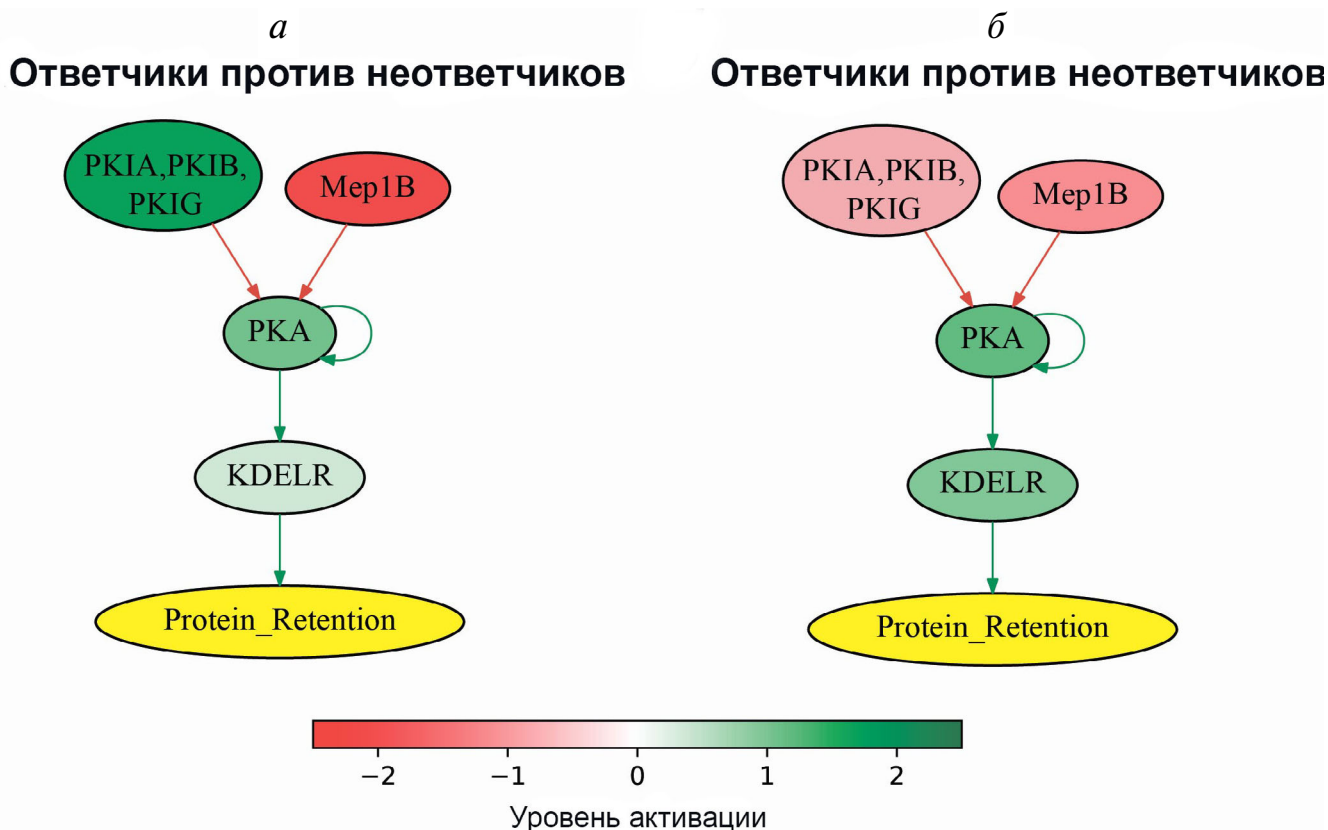 а
Ответчики против неответчиков
PKIA,PKIB,
PKIG
Mep1B
PKA
KDELR
Protein_Retention
б
Ответчики против неответчиков
PKIA,PKIB,
PKIG
Mep1B
PKA
KDELR
Protein_Retention
−2 −1 0 1 2
Уровень активации